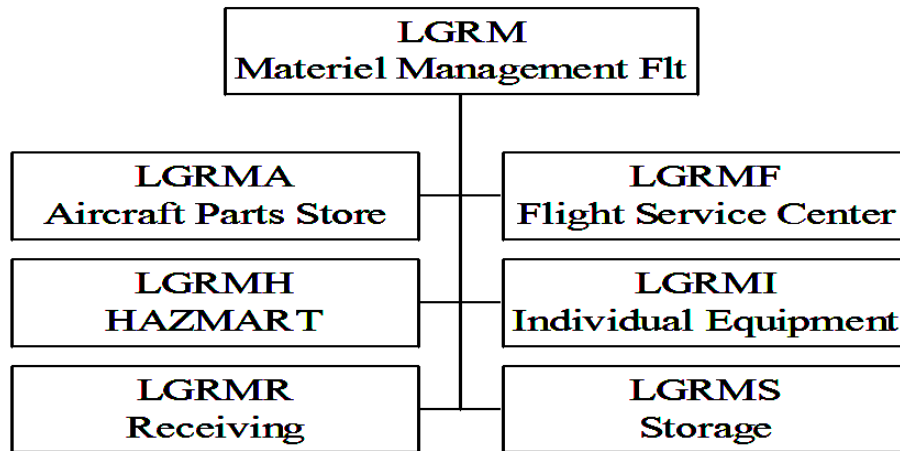 LGRM
Materiel Management Flt
LGRMA
Aircraft Parts Store
LGRMF
Flight Service Center
LGRMH
HAZMART
LGRMI
Individual Equipment
LGRMR
Receiving
LGRMS
Storage